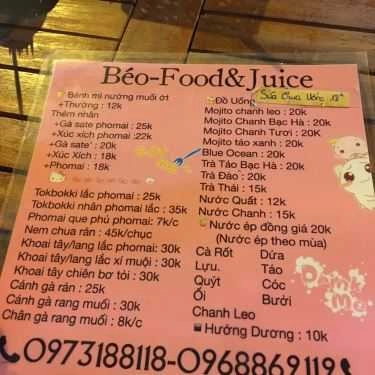 Béo-Food&Juice
Bánh mì nướng muối ớt
+Thường : 12k
Thêm nhân
+Gà sate phomai : 25k
+Xúc xích phomai :22k
+Gà sate : 20k
+Xúc Xích : 18k
+Phomai : 18k
Tokbokki lắc phomai : 25k
Tokbokki nhân phomai lắc : 35k
Phomai que phủ phomai: 7k/c
Nem chua rán : 45k/chục
Khoai tây/lang lắc phomai: 30k
Khoai tây/lang lắc xí muội : 30k
Khoai tây chiên bơ tỏi : 30k
Cánh gà rán : 25k
Cánh gà rang muối : 30k
Chân gà rang muối : 8k/c
Đồ Uống
Sữa Chua Uống
Mojito chanh leo : 20k
Mojito Chanh Bạc Hà : 20k
Mojito Chanh Tươi : 20K
Mojito táo xanh : 20k
Blue Ocean : 20k
Trà Táo Bạc Hà : 20k
Trà Đào : 20k
Trà Thái : 15k
Nước Quất : 12k
Nước Chanh : 15k
Nước ép đồng giá 20k
(Nước ép theo mùa)
Cà Rốt Dứa
Lựu. Táo
Quýt Cóc
Ổi Bưởi
Chanh Leo
Hướng Dương : 10k
0973188118-0968869119